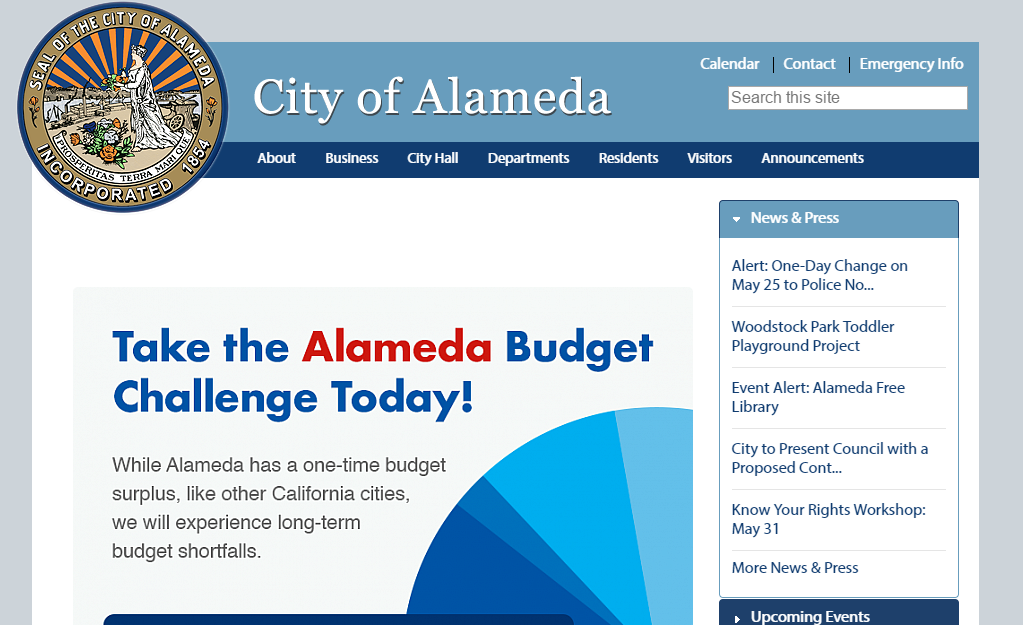 SEAL OF THE CITY OF ALAMEDA
PROSPERITAS TERRA MARI QUE
INCORPORATED 1854
City of Alameda
Calendar
Contact
Emergency Info
Search this site
About
Business
City Hall
Departments
Residents
Visitors
Announcements
Take the Alameda Budget
Challenge Today!
While Alameda has a one-time budget
surplus, like other California cities,
we will experience long-term
budget shortfalls.
News & Press
Alert: One-Day Change on
May 25 to Police No...
Woodstock Park Toddler
Playground Project
Event Alert: Alameda Free
Library
City to Present Council with a
Proposed Cont...
Know Your Rights Workshop:
May 31
More News & Press
Upcoming Events